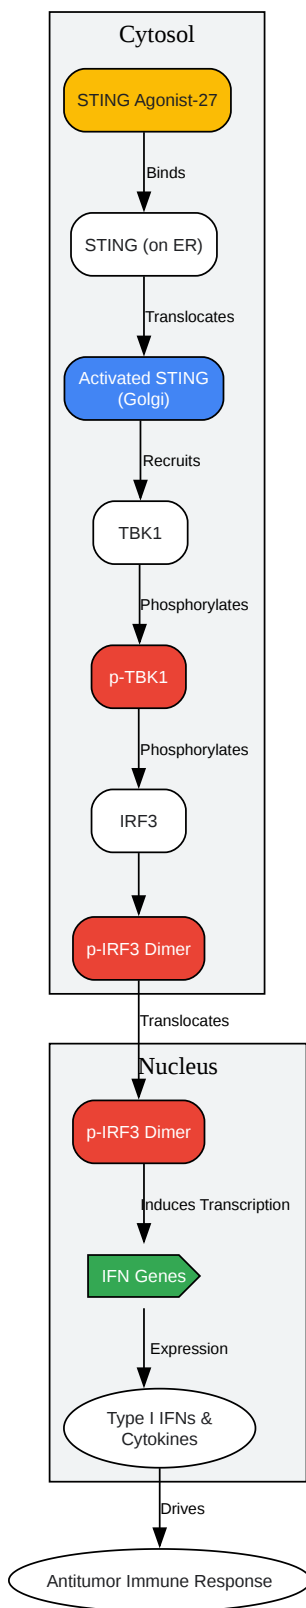 Cytosol
STING Agonist-27
Binds
STING (on ER)
Translocates
Activated STING
(Golgi)
Recruits
TBK1
Phosphorylates
p-TBK1
Phosphorylates
IRF3
p-IRF3 Dimer
Translocates
Nucleus
p-IRF3 Dimer
Induces Transcription
IFN Genes
Expression
Type I IFNs &
Cytokines
Drives
Antitumor Immune Response